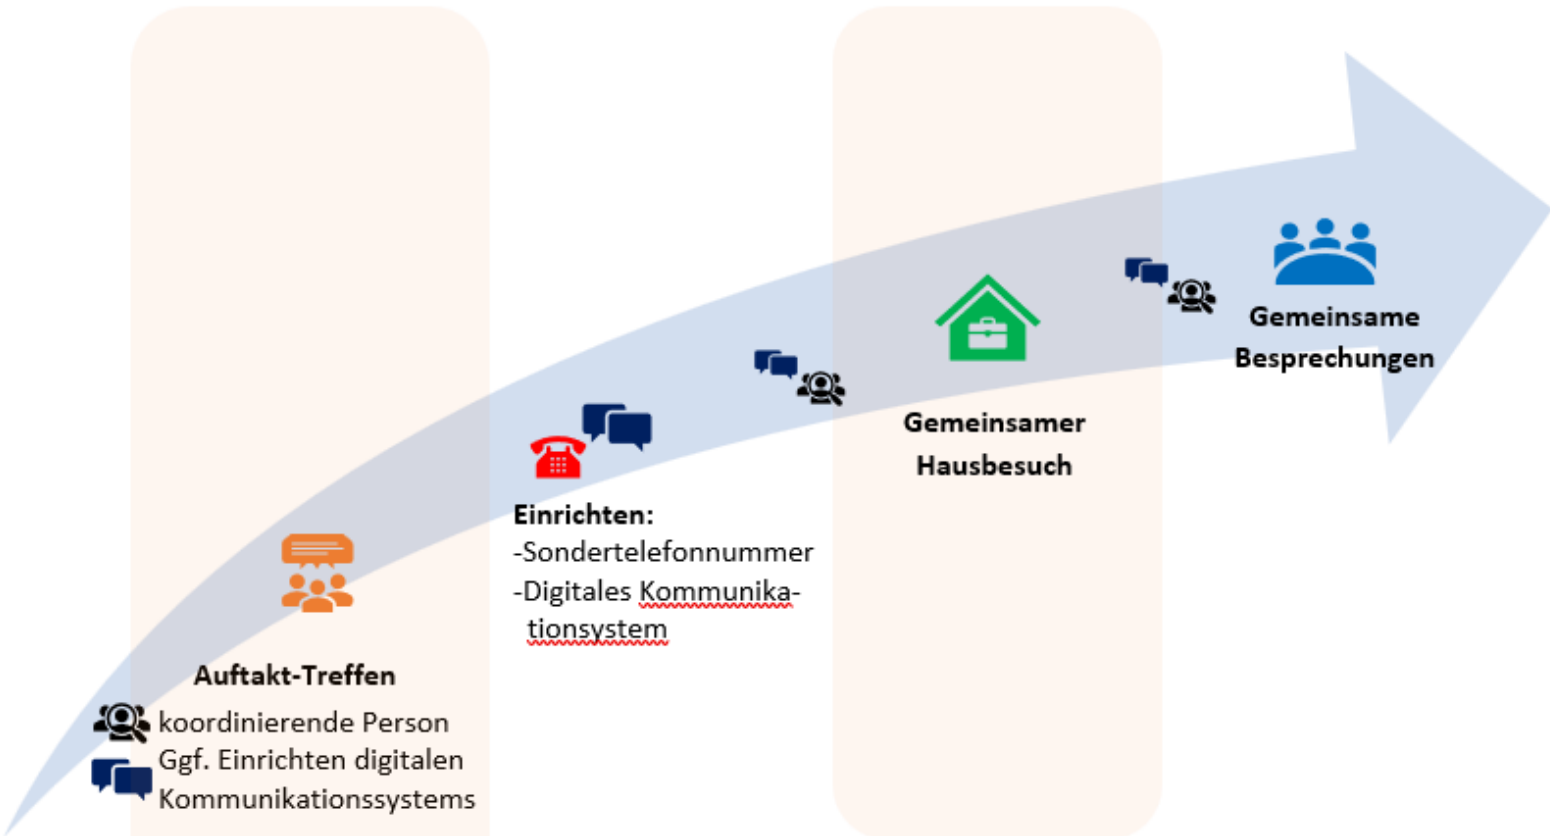 Auftakt-Treffen
koordinierende Person
Ggf. Einrichten digitalen
Kommunikationssystems
Einrichten:
-Sondertelefonnummer
-Digitales Kommunika-
tionsystem
Gemeinsamer
Hausbesuch
Gemeinsame
Besprechungen